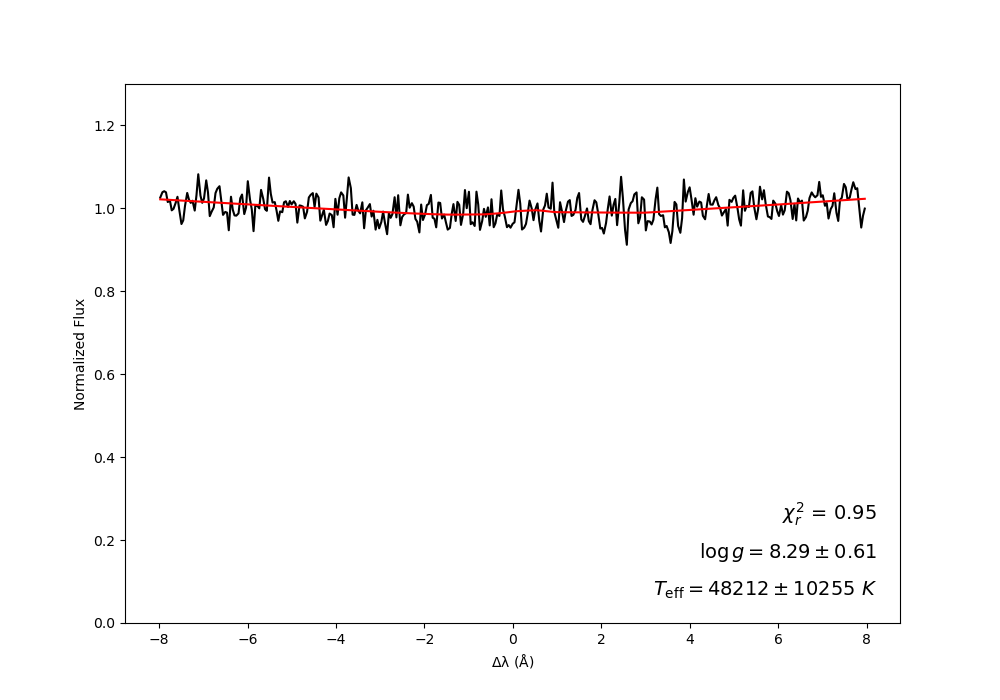 1.2
1.0
0.8
0.6
0.4
0.2
0.0
Normalized Flux
χ²ᵣ = 0.95
log g = 8.29 ± 0.61
T_eff = 48212 ± 10255 K
−8 −6 −4 −2 0 2 4 6 8
Δλ (Å)